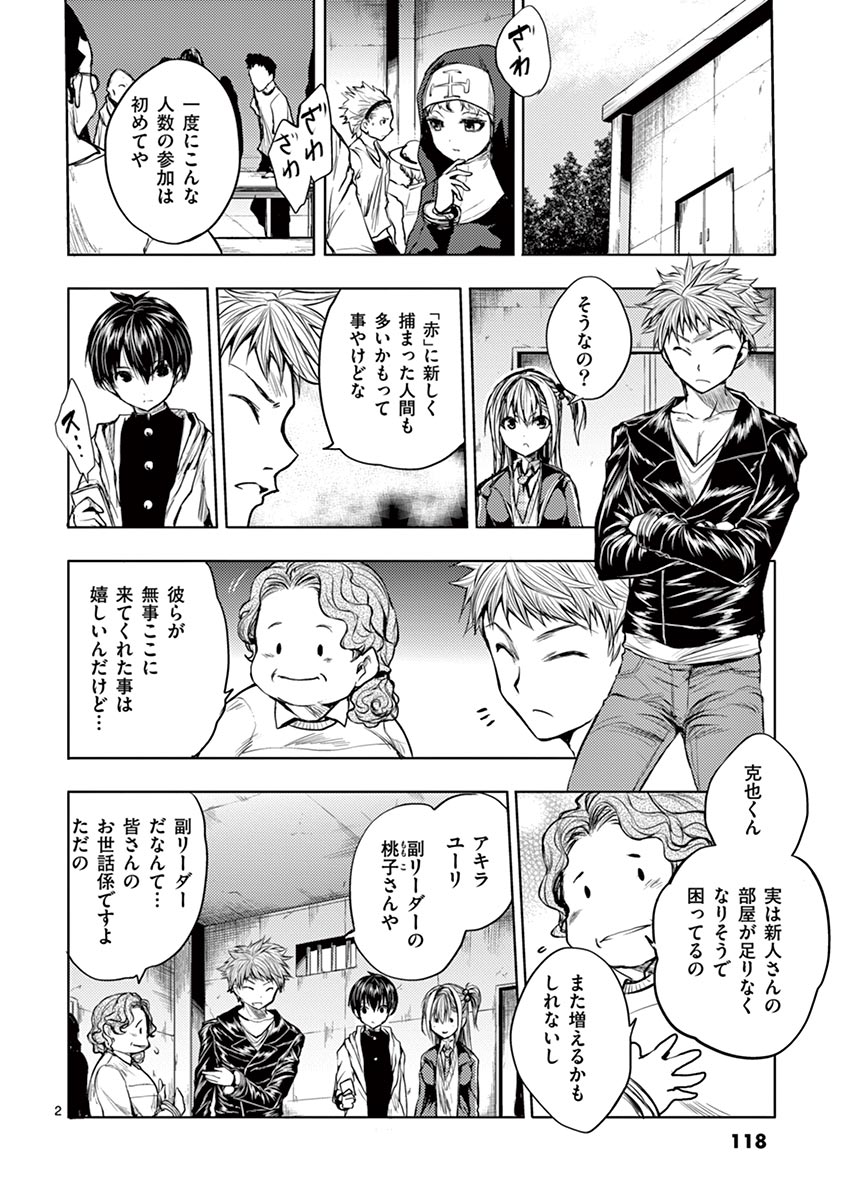 ざわ
ざわ
ざわ
一度にこんな
人数の参加は
初めてや
そうなの?
「赤」に新しく
捕まった人間も
多いかもって
事やけどな
ス…
彼らが
無事ここに
来てくれた事は
嬉しいんだけど…
克也くん
実は新人さんの
部屋が足りなく
なりそうで
困ってるの
また増えるかも
しれないし
アキラ
ユーリ
副リーダーの
桃子さんや
ももこ
副リーダー
だなんて…
皆さんの
お世話係ですよ
ただの
2
118